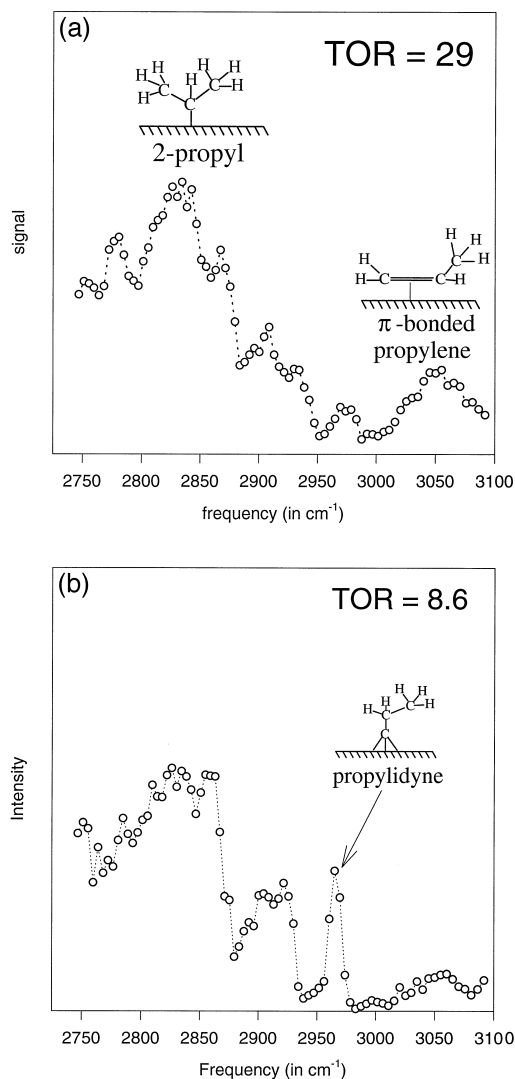 (a)
TOR = 29
H H H H H H H
C C C
2-propyl
signal
H H H H H H
C C C
π -bonded
propylene
2750 2800 2850 2900 2950 3000 3050 3100
frequency (in cm⁻¹)
(b)
TOR = 8.6
H H H H H
C C
C
propylidyne
Intensity
2750 2800 2850 2900 2950 3000 3050 3100
Frequency (in cm⁻¹)